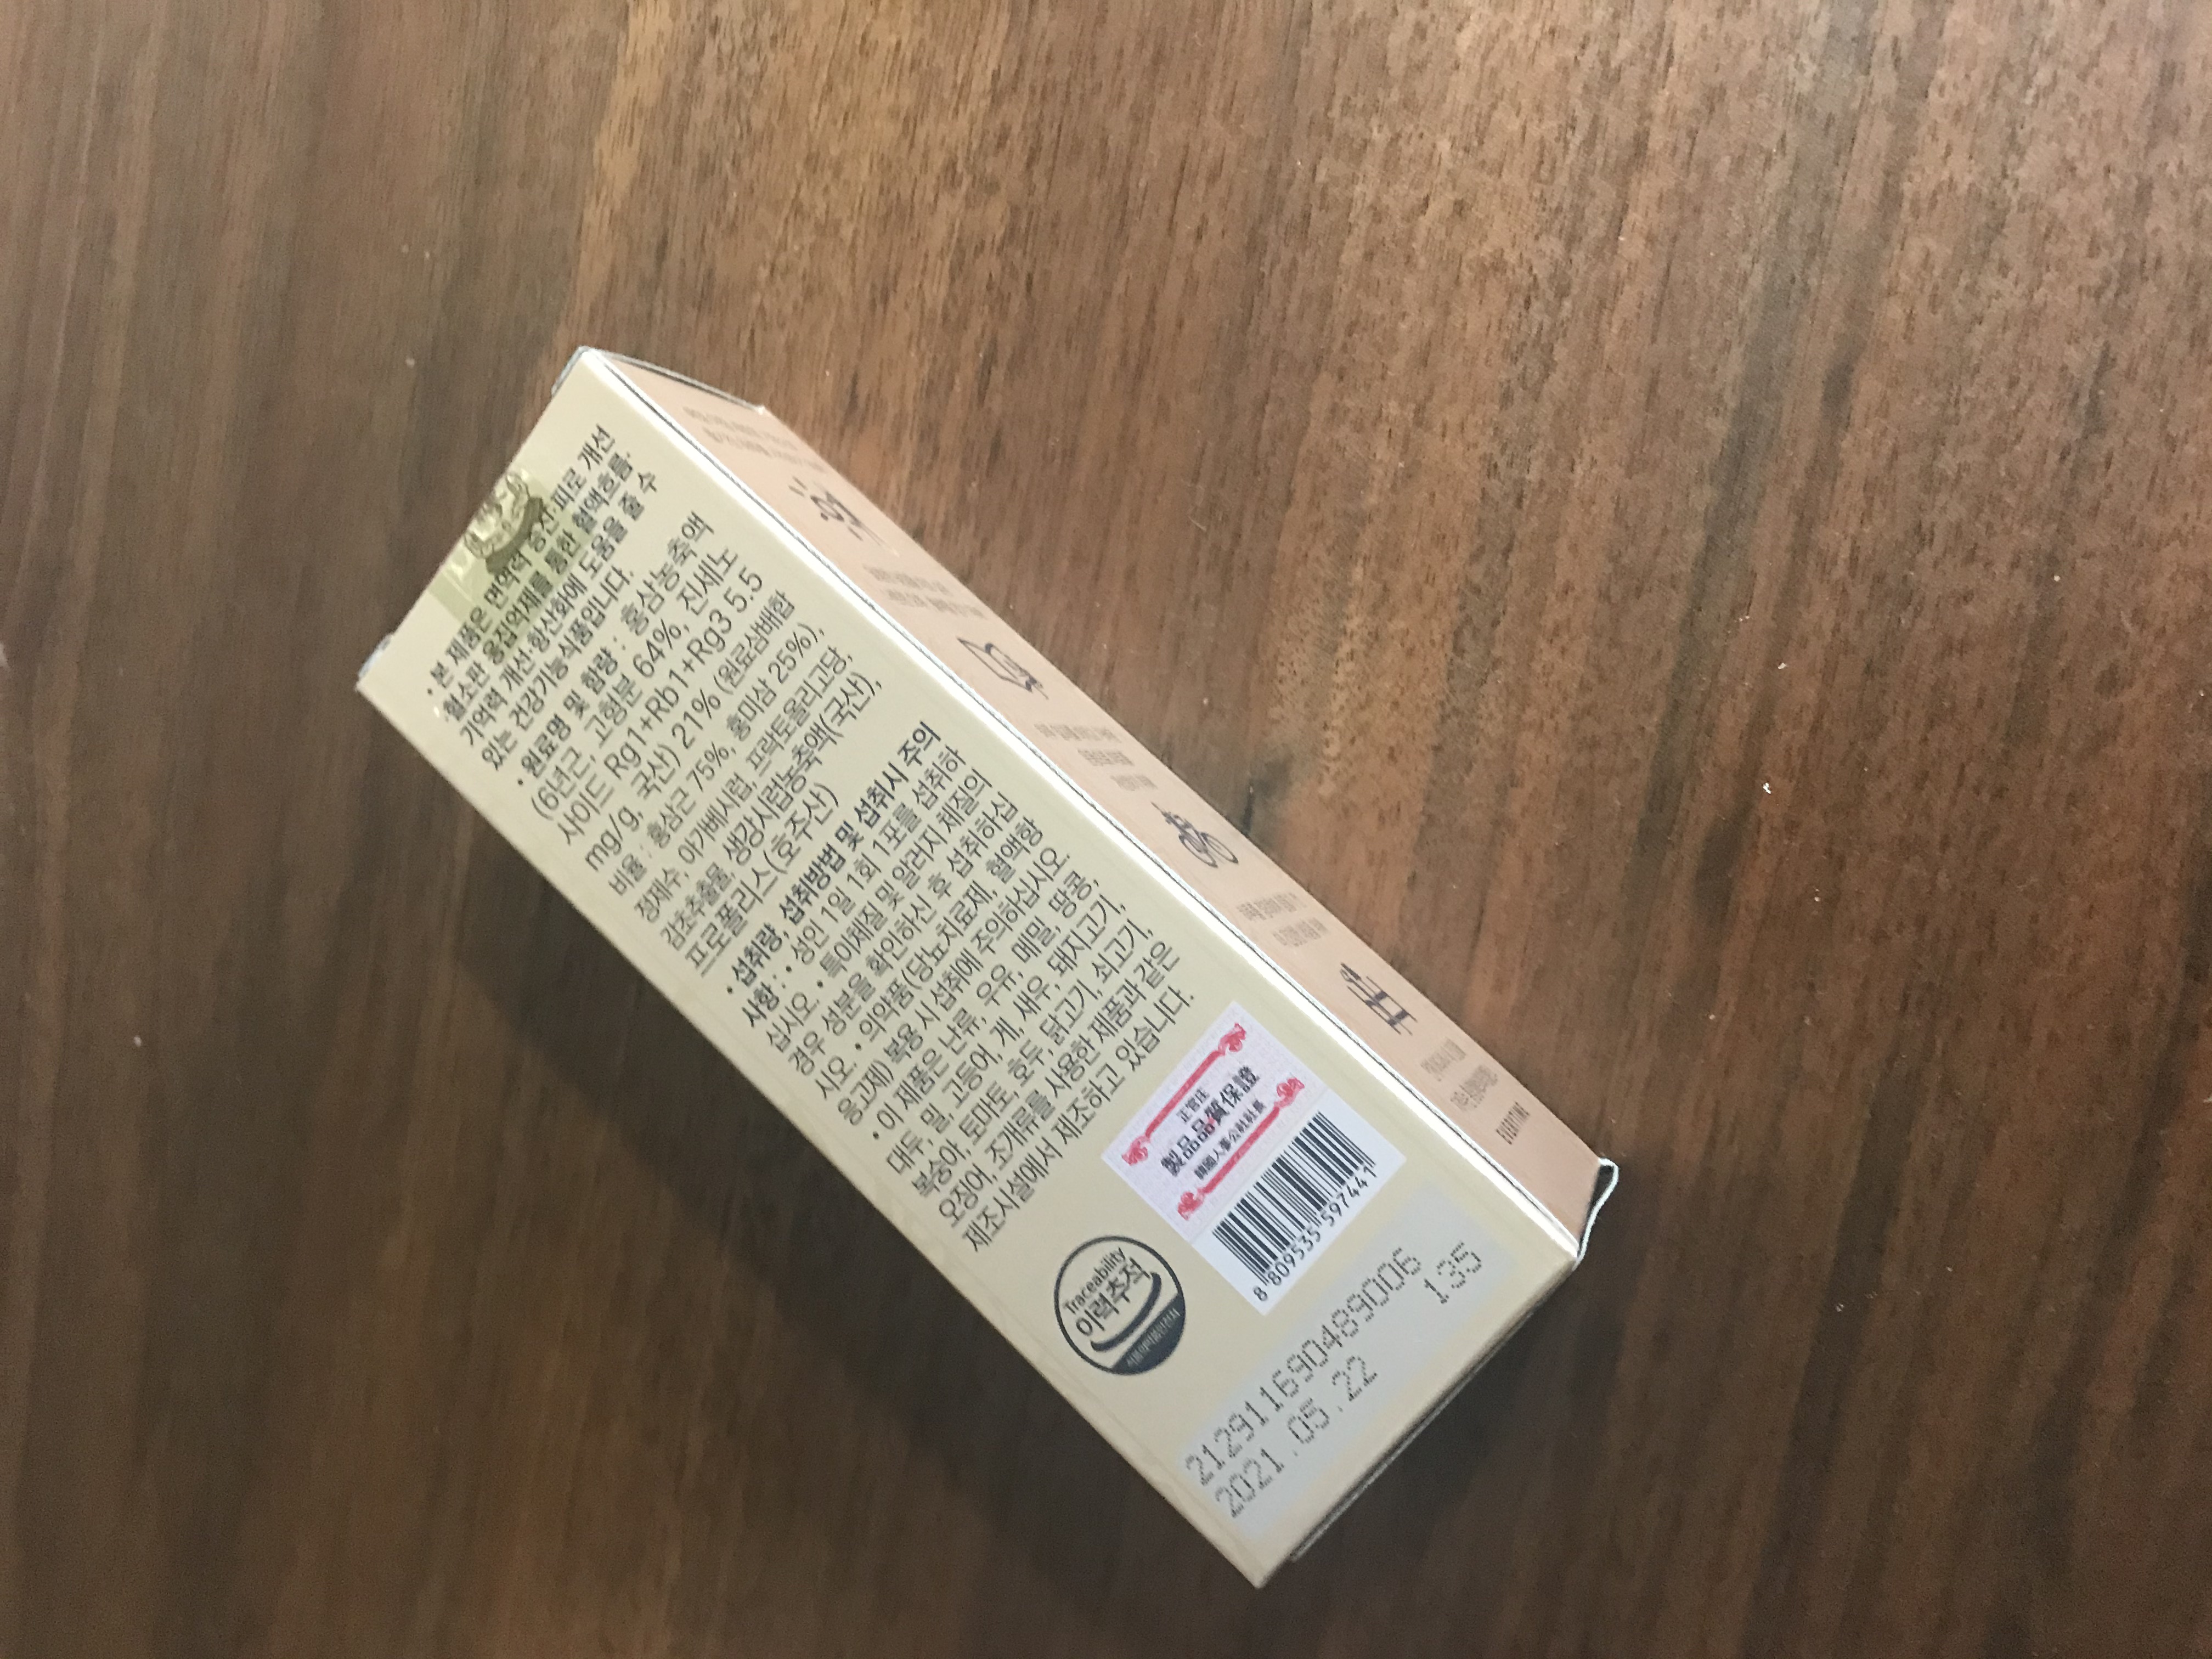 • 본 제품은 면역력 증진·피로 개선
·혈소판 응집억제를 통한 혈액흐름·
기억력 개선·항산화에 도움을 줄 수
있는 건강기능식품입니다.
• 원료명 및 함량 : 홍삼농축액
(6년근, 고형분 64%, 진세노
사이드 Rg1+Rb1+Rg3 5.5
mg/g, 국산) 21% (원료삼배합
비율 : 홍삼근 75%, 홍미삼 25%),
정제수, 아가베시럽, 프락토올리고당,
감초추출물, 생강시럽농축액(국산),
프로폴리스(호주산)
• 섭취량, 섭취방법 및 섭취시 주의
사항 : • 성인 1일 1회 1포를 섭취하
십시오. • 특이체질 및 알러지 체질의
경우 성분을 확인하신 후 섭취하십
시오. • 의약품(당뇨치료제, 혈액항
응고제) 복용 시 섭취에 주의하십시오.
• 이 제품은 난류, 우유, 메밀, 땅콩,
대두, 밀, 고등어, 게, 새우, 돼지고기,
복숭아, 토마토, 호두, 닭고기, 쇠고기,
오징어, 조개류를 사용한 제품과 같은
제조시설에서 제조하고 있습니다.
Traceability
이력추적
正官庄
製品品質保證
韓國人蔘公社社長
8 809535 597441
212911690489006
2021.05.22 135
EVERYTIME